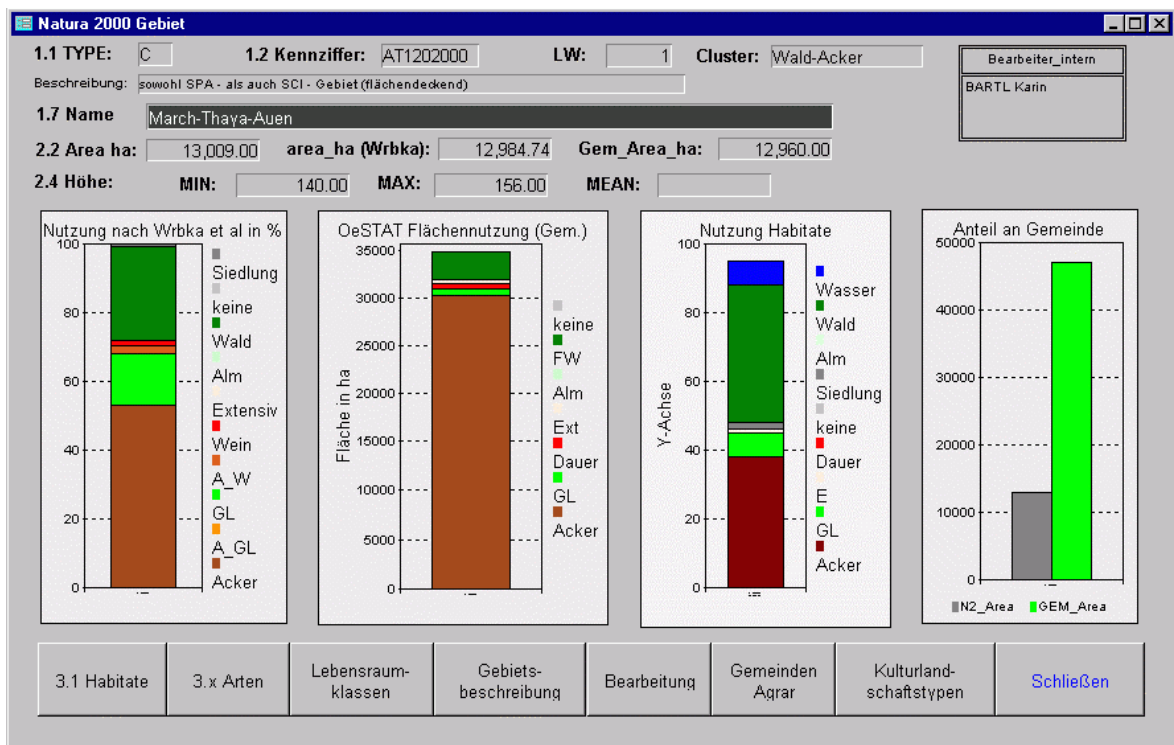 Natura 2000 Gebiet
1.1 TYPE: C 1.2 Kennziffer: AT1202000 LW: 1 Cluster: Wald-Acker
Bearbeiter_intern
BARTL Karin
Beschreibung: sowohl SPA - als auch SCI - Gebiet (flächendeckend)
1.7 Name March-Thaya-Auen
2.2 Area ha: 13,009.00 area_ha (Wrbka): 12,984.74 Gem_Area_ha: 12,960.00
2.4 Höhe: MIN: 140.00 MAX: 156.00 MEAN:
Nutzung nach Wrbka et al in %
100
80
60
40
20
0
Siedlung
keine
Wald
Alm
Extensiv
Wein
A_W
GL
A_GL
Acker
OeSTAT Flächennutzung (Gem.)
Fläche in ha
35000
30000
25000
20000
15000
10000
5000
0
keine
FW
Alm
Ext
Dauer
GL
Acker
Nutzung Habitate
Y-Achse
100
80
60
40
20
0
Wasser
Wald
Alm
Siedlung
keine
Dauer
E
GL
Acker
Anteil an Gemeinde
50000
40000
30000
20000
10000
0
N2_Area GEM_Area
3.1 Habitate
3.x Arten
Lebensraum-
klassen
Gebiets-
beschreibung
Bearbeitung
Gemeinden
Agrar
Kulturland-
schaftstypen
Schließen